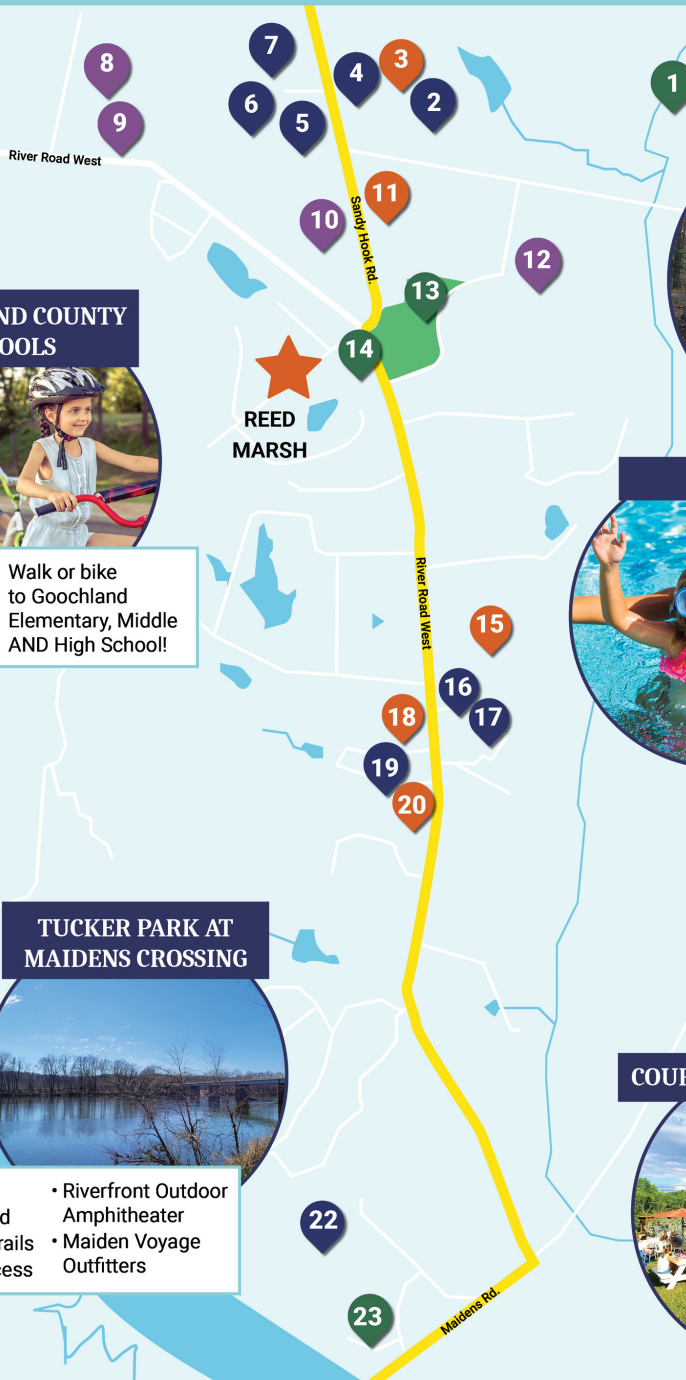 7
4
3
2
1
8
6
5
9
River Road West
11
10
Sandy Hook Rd.
12
13
ND COUNTY
OOLS
14
REED
MARSH
Walk or bike
to Goochland
Elementary, Middle
AND High School!
River Road West
15
16
17
18
19
20
TUCKER PARK AT
MAIDENS CROSSING
COUR
d
rails
cess
• Riverfront Outdoor
Amphitheater
• Maiden Voyage
Outfitters
22
23
Maidens Rd.